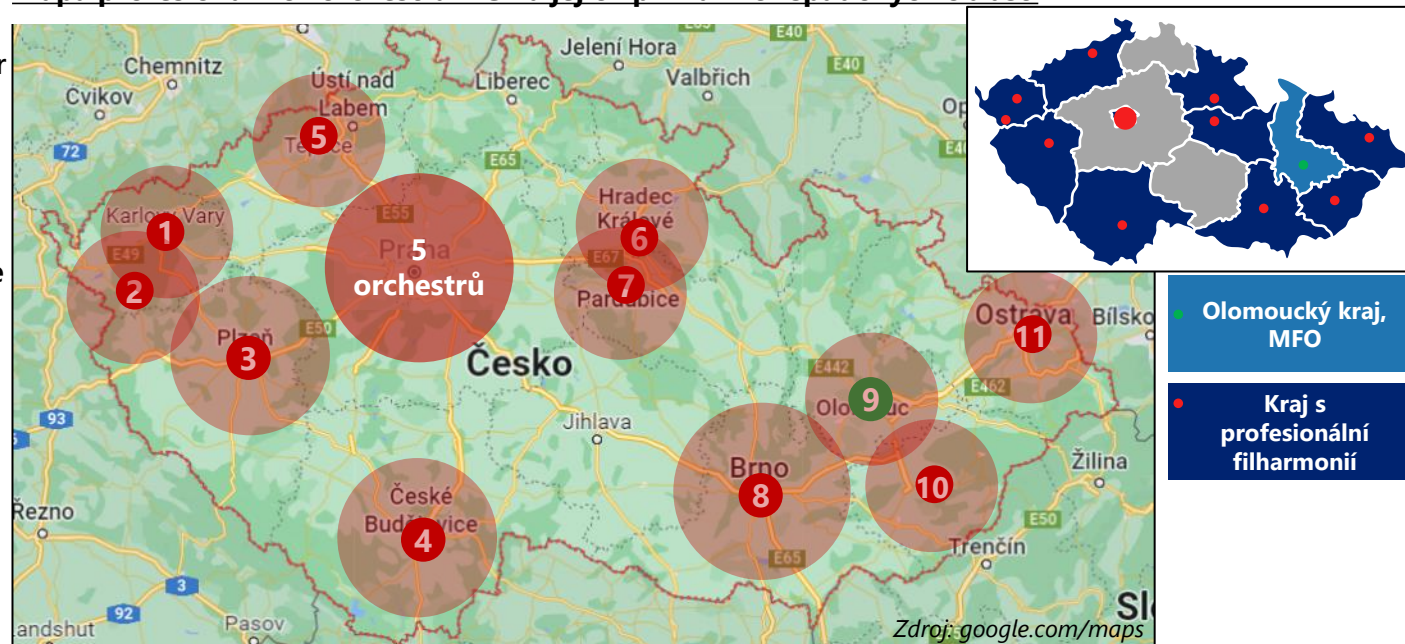 Jelení Hora
E40
E40
Chemnitz
Ústí nad
Labem
Liberec
Valbřich
Cvikov
5
Teplice
72
E65
Karlovy Vary
Hradec
Králové
1
E55
6
E49
Praha
5
orchestrů
E67
2
7
Pardubice
Plzeň
E50
3
Česko
Ostrava
11
E442
E462
Olomouc
9
93
Jihlava
Brno
8
10
Žilina
České
Budějovice
4
Řezno
E50
Trenčín
E65
3
92
Pasov
Zdroj: google.com/maps
Olomoucký kraj,
MFO
Kraj s
profesionální
filharmonií